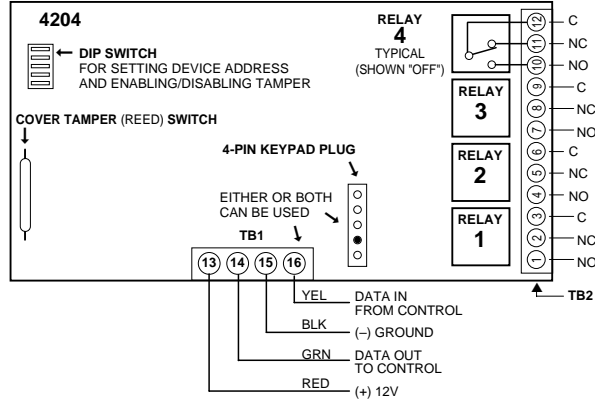 4204
DIP SWITCH
FOR SETTING DEVICE ADDRESS
AND ENABLING/DISABLING TAMPER
COVER TAMPER (REED) SWITCH
4-PIN KEYPAD PLUG
EITHER OR BOTH
CAN BE USED
TB1
13 14 15 16
RELAY
4
TYPICAL
(SHOWN "OFF")
RELAY
3
RELAY
2
RELAY
1
12 C
11 NC
10 NO
9 C
8 NC
7 NO
6 C
5 NC
4 NO
3 C
2 NC
1 NO
TB2
YEL DATA IN
FROM CONTROL
BLK (–) GROUND
GRN DATA OUT
TO CONTROL
RED (+) 12V